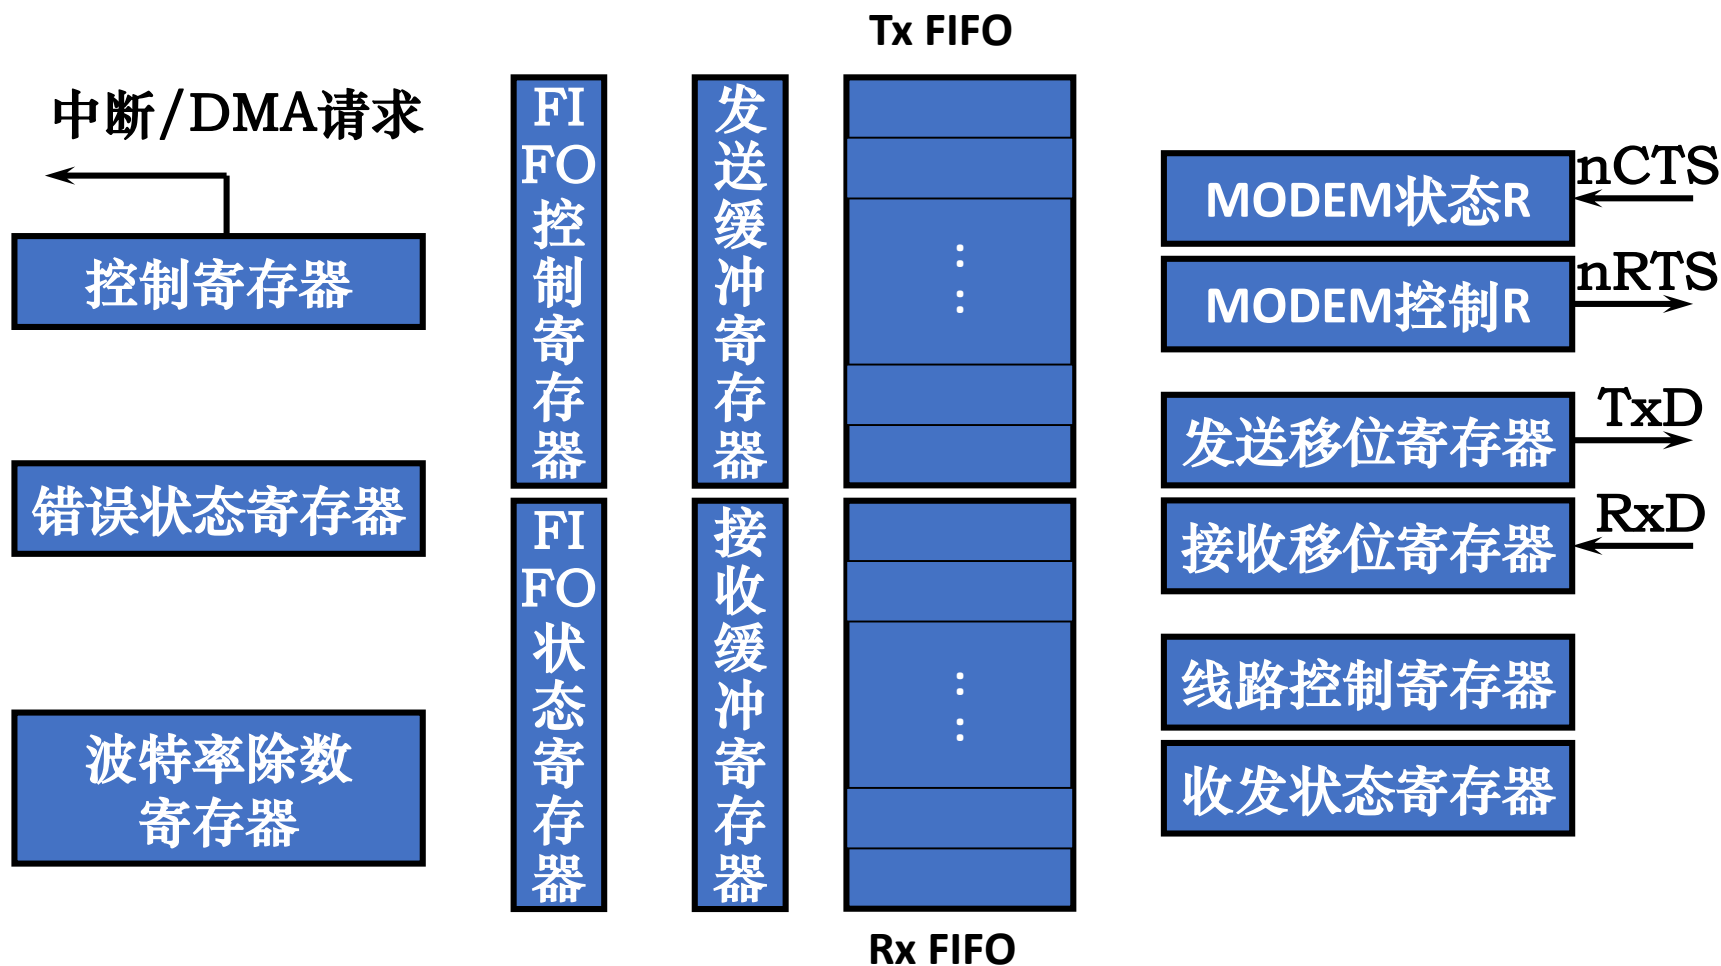 Tx FIFO
中断/DMA请求
控制寄存器
错误状态寄存器
波特率除数
寄存器
FI
FO
控
制
寄
存
器
FI
FO
状
态
寄
存
器
发
送
缓
冲
寄
存
器
接
收
缓
冲
寄
存
器
Rx FIFO
MODEM状态R
nCTS
MODEM控制R
nRTS
发送移位寄存器
TxD
接收移位寄存器
RxD
线路控制寄存器
收发状态寄存器